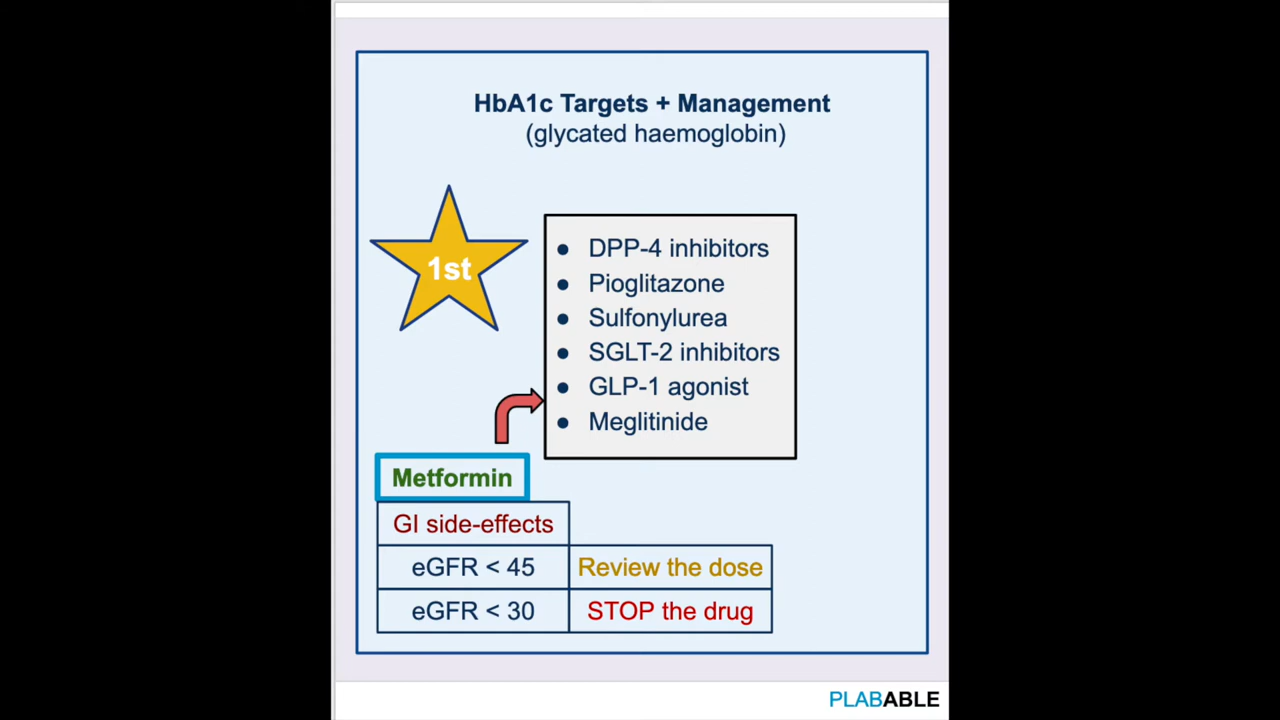 HbA1c Targets + Management
(glycated haemoglobin)
1st
● DPP-4 inhibitors
● Pioglitazone
● Sulfonylurea
● SGLT-2 inhibitors
● GLP-1 agonist
● Meglitinide
Metformin
GI side-effects
eGFR < 45 Review the dose
eGFR < 30 STOP the drug
PLABABLE